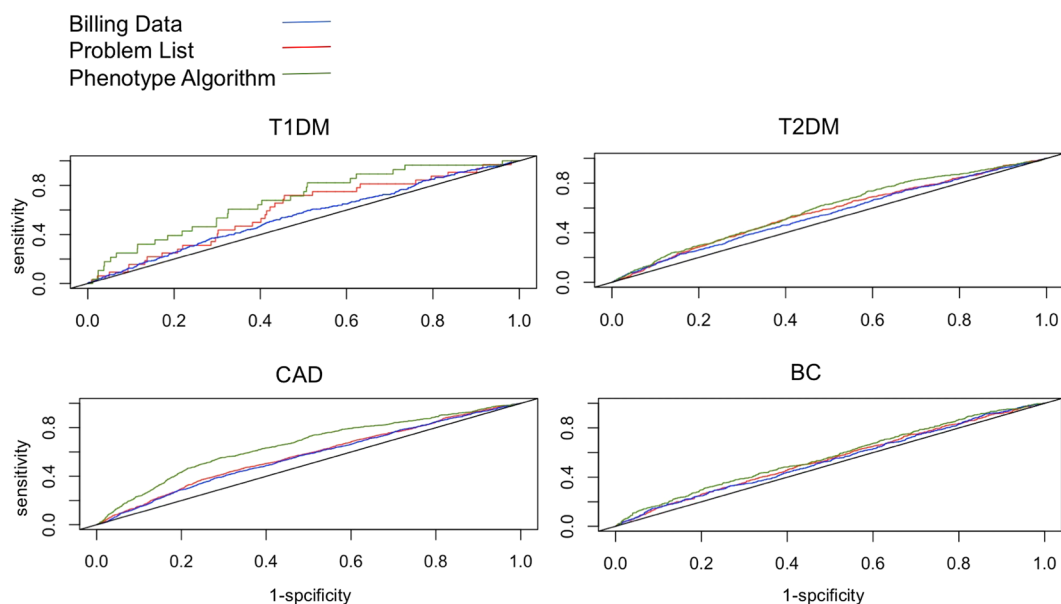 Billing Data
Problem List
Phenotype Algorithm
T1DM
sensitivity
0.0 0.4 0.8
0.0 0.2 0.4 0.6 0.8 1.0
T2DM
0.0 0.4 0.8
0.0 0.2 0.4 0.6 0.8 1.0
CAD
sensitivity
0.0 0.4 0.8
0.0 0.2 0.4 0.6 0.8 1.0
1-spcificity
BC
0.0 0.4 0.8
0.0 0.2 0.4 0.6 0.8 1.0
1-spcificity